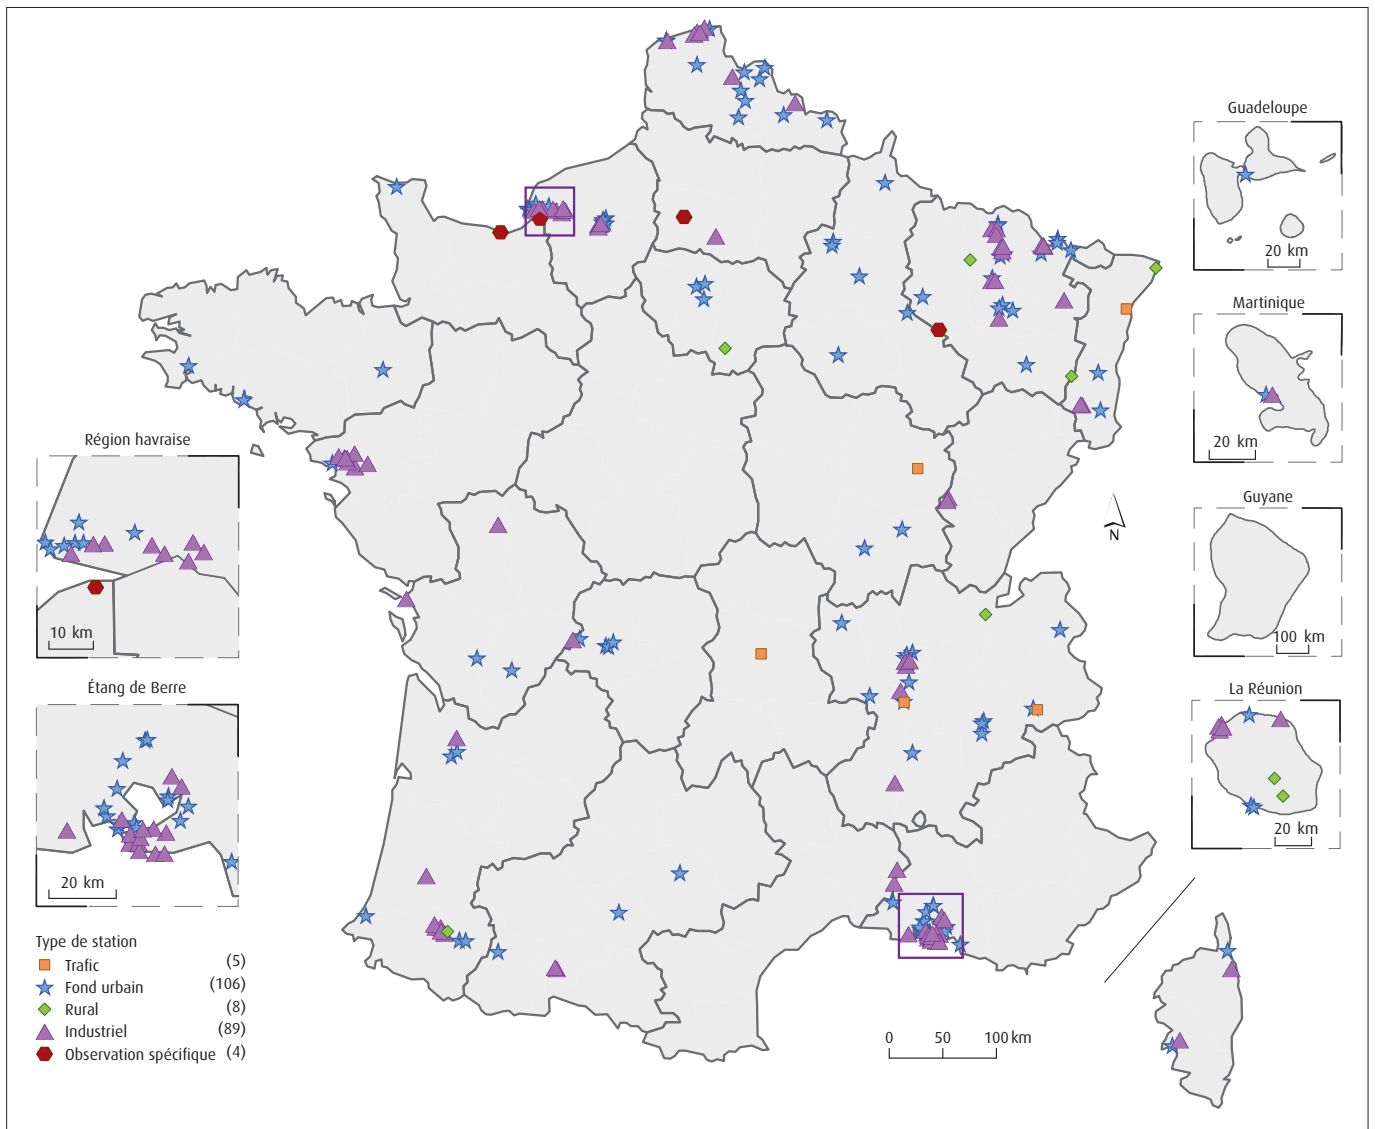 Guadeloupe
20 km
Martinique
20 km
Guyane
100 km
La Réunion
20 km
Région havraise
10 km
Étang de Berre
20 km
N
0 50 100 km
Type de station
Trafic (5)
Fond urbain (106)
Rural (8)
Industriel (89)
Observation spécifique (4)